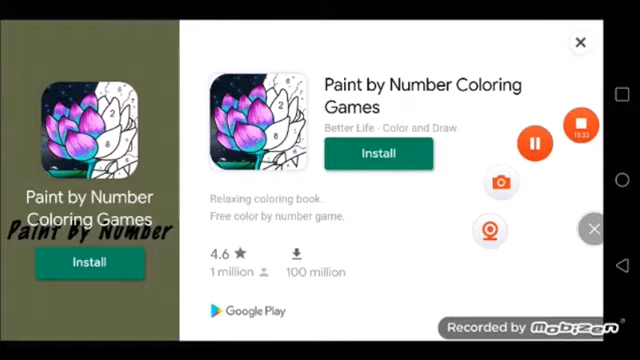 Paint by Number
Coloring Games
Paint by Number
Install
Paint by Number Coloring
Games
Better Life - Color and Draw
Install
Relaxing coloring book.
Free color by number game.
4.6 ★
1 million
100 million
Google Play
15:33
Recorded by Mobizen